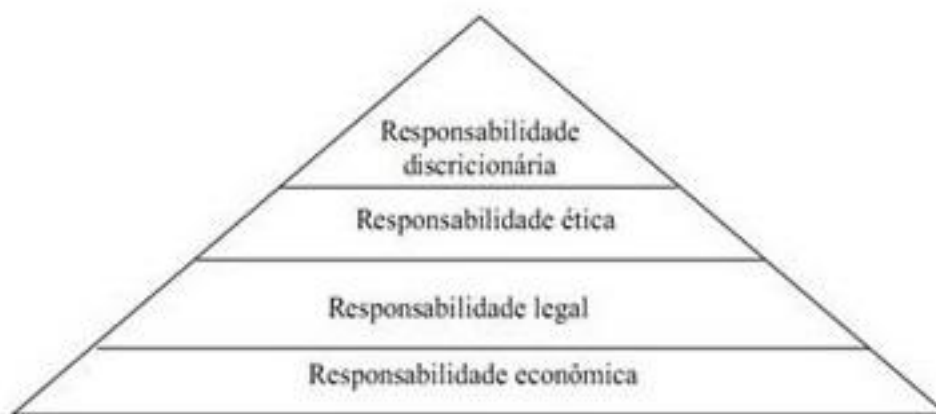 Responsabilidade
discricionária
Responsabilidade ética
Responsabilidade legal
Responsabilidade econômica